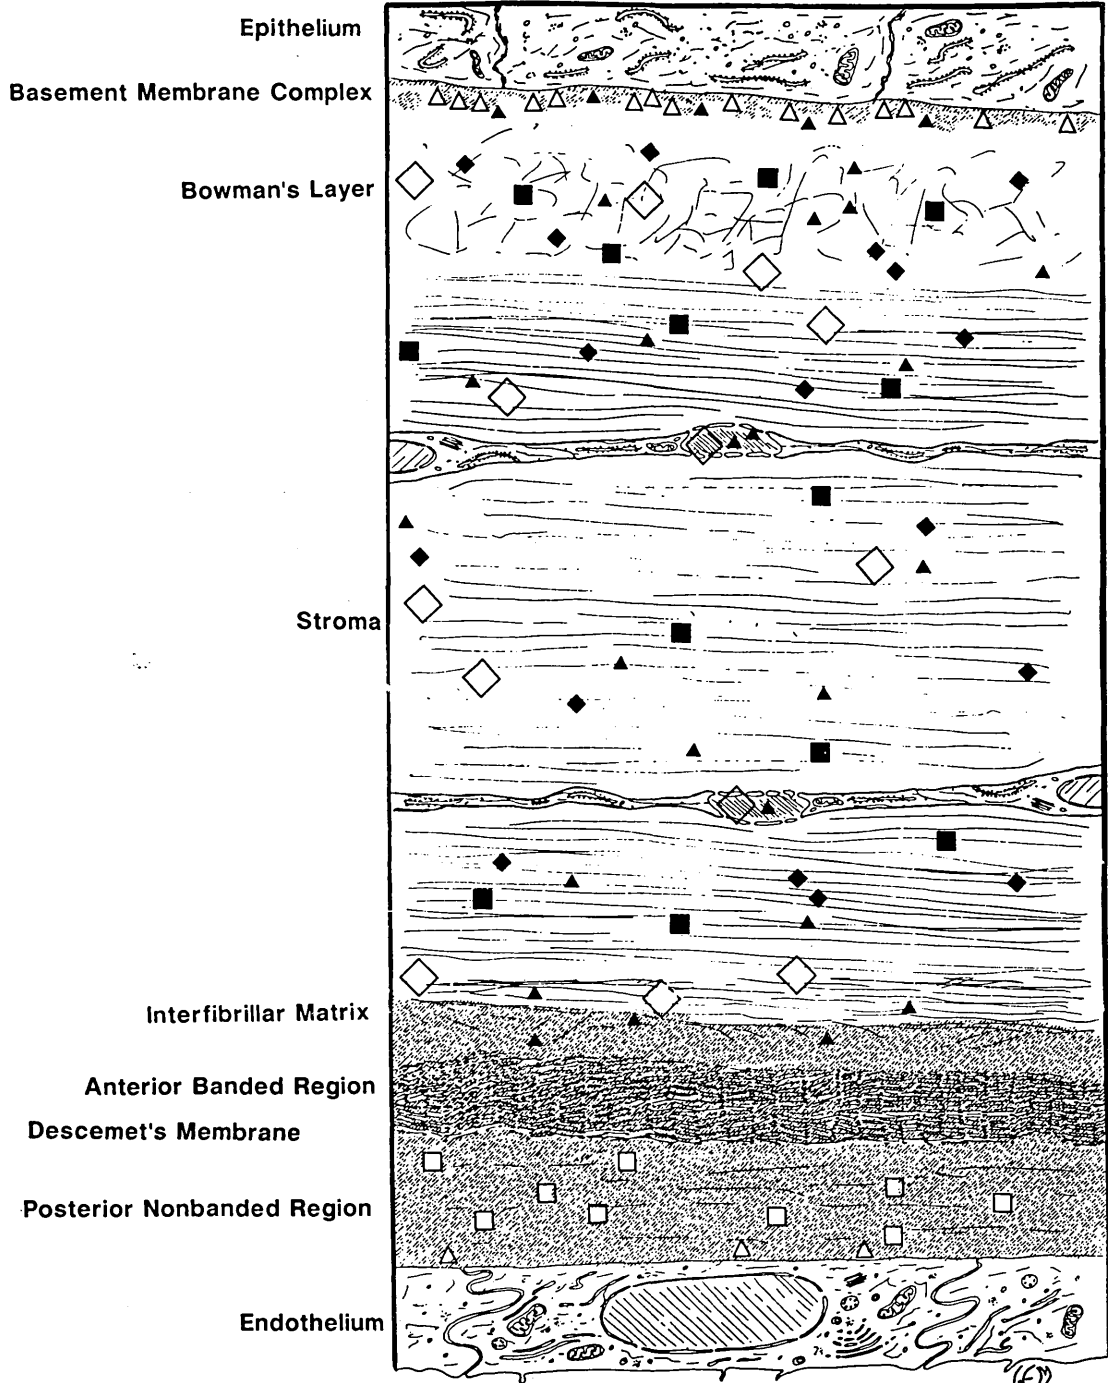 Epithelium
Basement Membrane Complex
Bowman's Layer
Stroma
Interfibrillar Matrix
Anterior Banded Region
Descemet's Membrane
Posterior Nonbanded Region
Endothelium